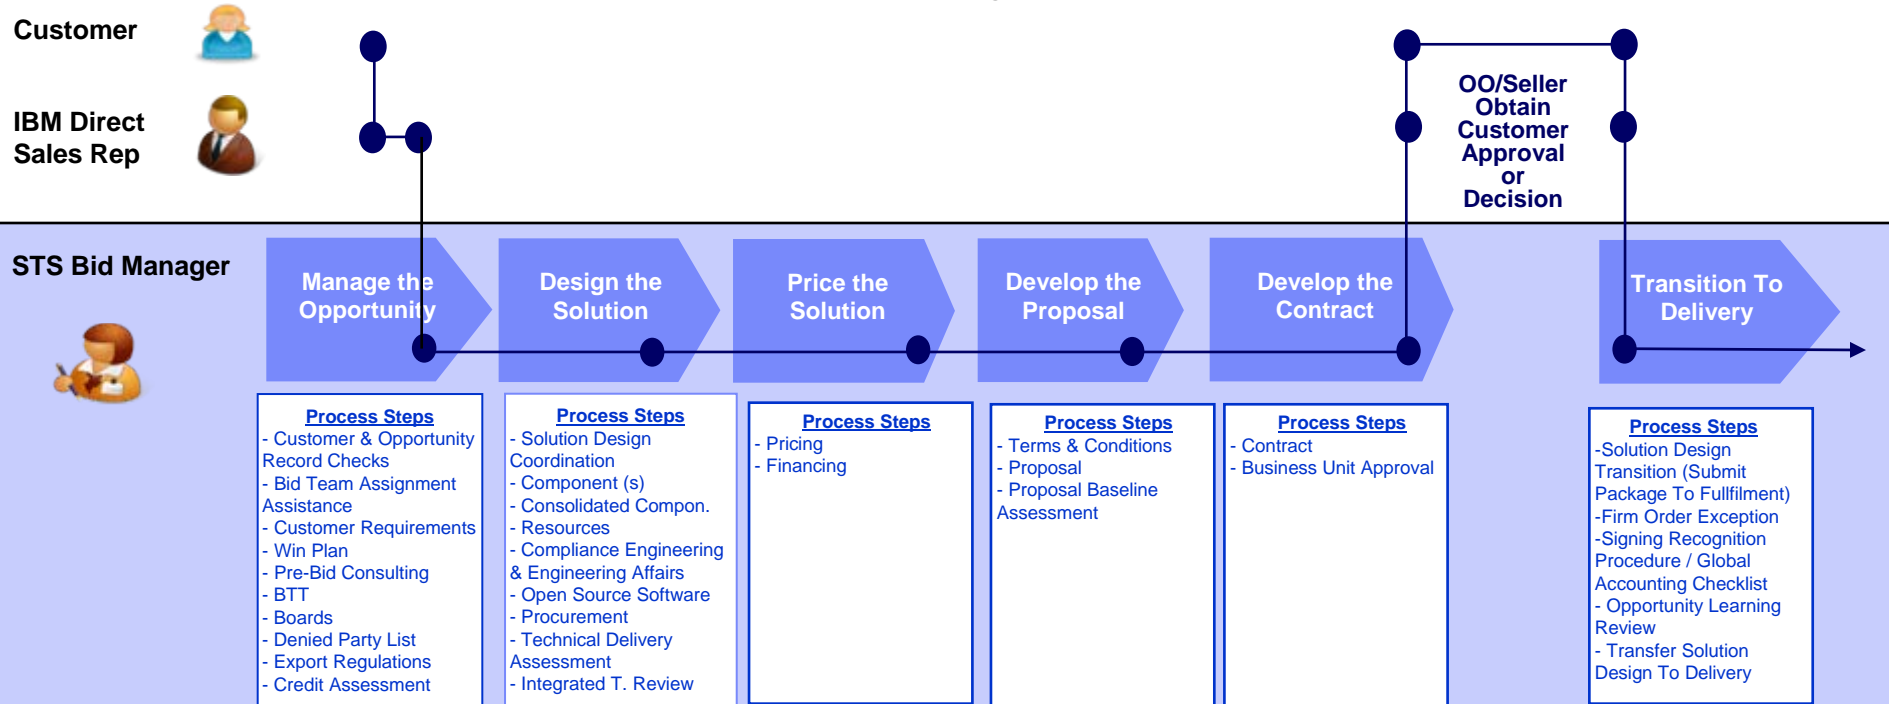 Customer
IBM Direct
Sales Rep
OO/Seller
Obtain
Customer
Approval
or
Decision
STS Bid Manager
Manage the
Opportunity
Design the
Solution
Price the
Solution
Develop the
Proposal
Develop the
Contract
Transition To
Delivery
Process Steps
- Customer & Opportunity
Record Checks
- Bid Team Assignment
Assistance
- Customer Requirements
- Win Plan
- Pre-Bid Consulting
- BTT
- Boards
- Denied Party List
- Export Regulations
- Credit Assessment
Process Steps
- Solution Design
Coordination
- Component (s)
- Consolidated Compon.
- Resources
- Compliance Engineering
& Engineering Affairs
- Open Source Software
- Procurement
- Technical Delivery
Assessment
- Integrated T. Review
Process Steps
- Pricing
- Financing
Process Steps
- Terms & Conditions
- Proposal
- Proposal Baseline
Assessment
Process Steps
- Contract
- Business Unit Approval
Process Steps
-Solution Design
Transition (Submit
Package To Fullfilment)
-Firm Order Exception
-Signing Recognition
Procedure / Global
Accounting Checklist
- Opportunity Learning
Review
- Transfer Solution
Design To Delivery